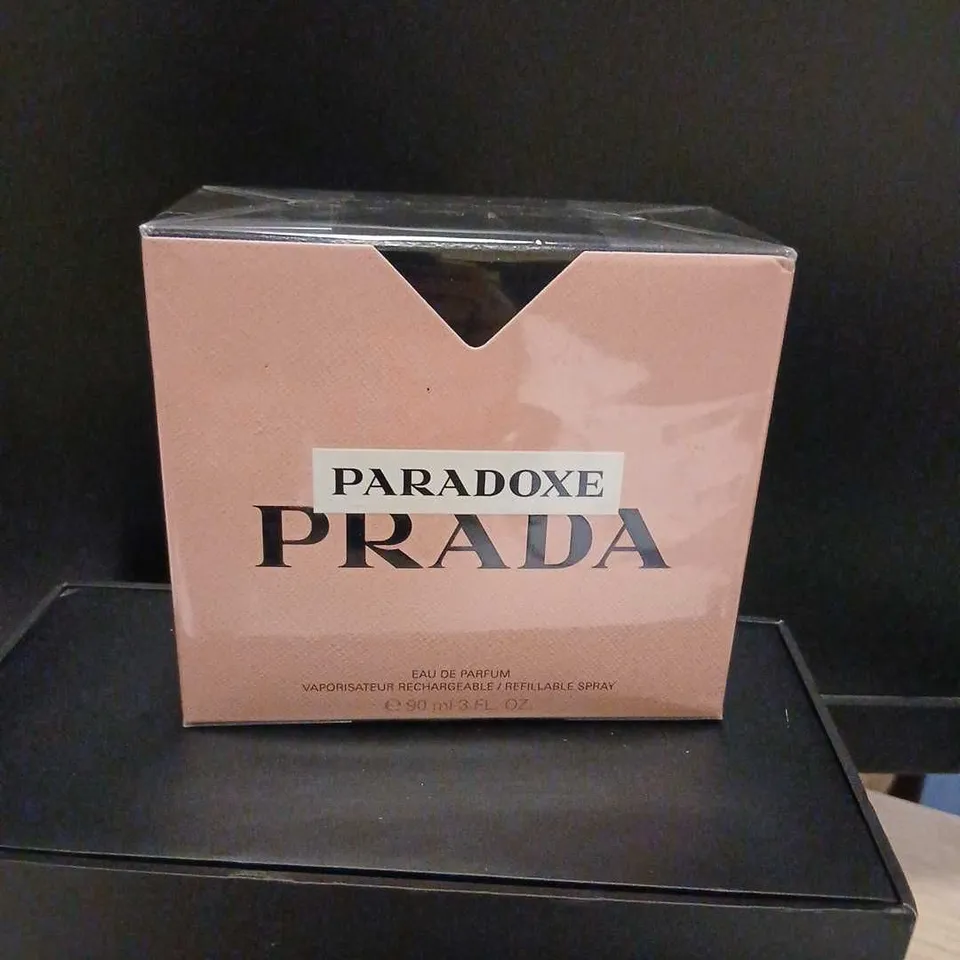 PARADOXE
PRADA
EAU DE PARFUM
VAPORISATEUR RECHARGEABLE / REFILLABLE SPRAY
℮ 90 ml 3 FL. OZ.